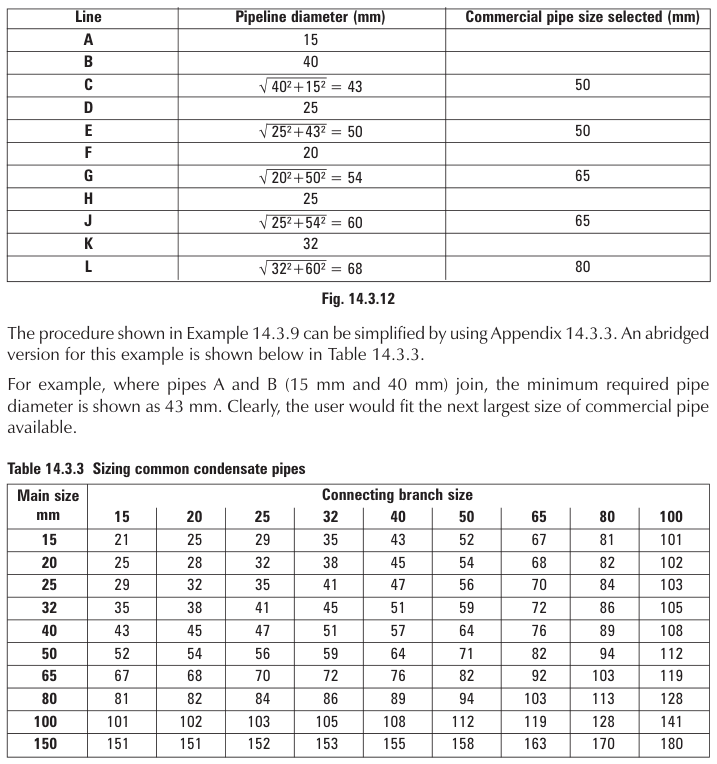 Line Pipeline diameter (mm) Commercial pipe size selected (mm)
A 15
B 40
C √40²+15² = 43 50
D 25
E √25²+43² = 50 50
F 20
G √20²+50² = 54 65
H 25
J √25²+54² = 60 65
K 32
L √32²+60² = 68 80
Fig. 14.3.12
The procedure shown in Example 14.3.9 can be simplified by using Appendix 14.3.3. An abridged
version for this example is shown below in Table 14.3.3.
For example, where pipes A and B (15 mm and 40 mm) join, the minimum required pipe
diameter is shown as 43 mm. Clearly, the user would fit the next largest size of commercial pipe
available.
Table 14.3.3 Sizing common condensate pipes
Main size Connecting branch size
mm 15 20 25 32 40 50 65 80 100
15 21 25 29 35 43 52 67 81 101
20 25 28 32 38 45 54 68 82 102
25 29 32 35 41 47 56 70 84 103
32 35 38 41 45 51 59 72 86 105
40 43 45 47 51 57 64 76 89 108
50 52 54 56 59 64 71 82 94 112
65 67 68 70 72 76 82 92 103 119
80 81 82 84 86 89 94 103 113 128
100 101 102 103 105 108 112 119 128 141
150 151 151 152 153 155 158 163 170 180